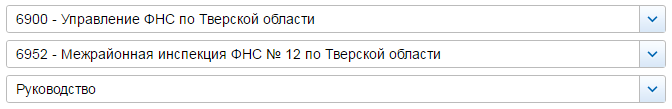 6900 - Управление ФНС по Тверской области
6952 - Межрайонная инспекция ФНС № 12 по Тверской области
Руководство